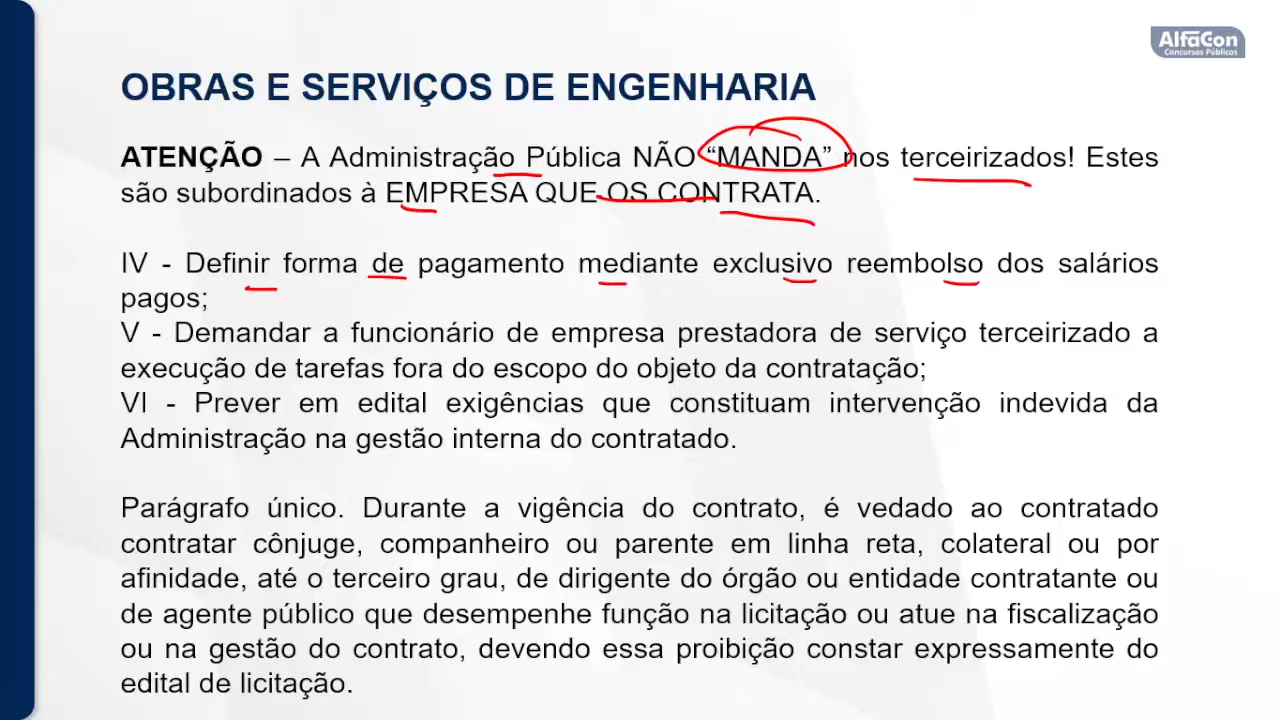 AlfaCon
Concursos Públicos
OBRAS E SERVIÇOS DE ENGENHARIA
ATENÇÃO – A Administração Pública NÃO “MANDA” nos terceirizados! Estes
são subordinados à EMPRESA QUE OS CONTRATA.
IV - Definir forma de pagamento mediante exclusivo reembolso dos salários
pagos;
V - Demandar a funcionário de empresa prestadora de serviço terceirizado a
execução de tarefas fora do escopo do objeto da contratação;
VI - Prever em edital exigências que constituam intervenção indevida da
Administração na gestão interna do contratado.
Parágrafo único. Durante a vigência do contrato, é vedado ao contratado
contratar cônjuge, companheiro ou parente em linha reta, colateral ou por
afinidade, até o terceiro grau, de dirigente do órgão ou entidade contratante ou
de agente público que desempenhe função na licitação ou atue na fiscalização
ou na gestão do contrato, devendo essa proibição constar expressamente do
edital de licitação.